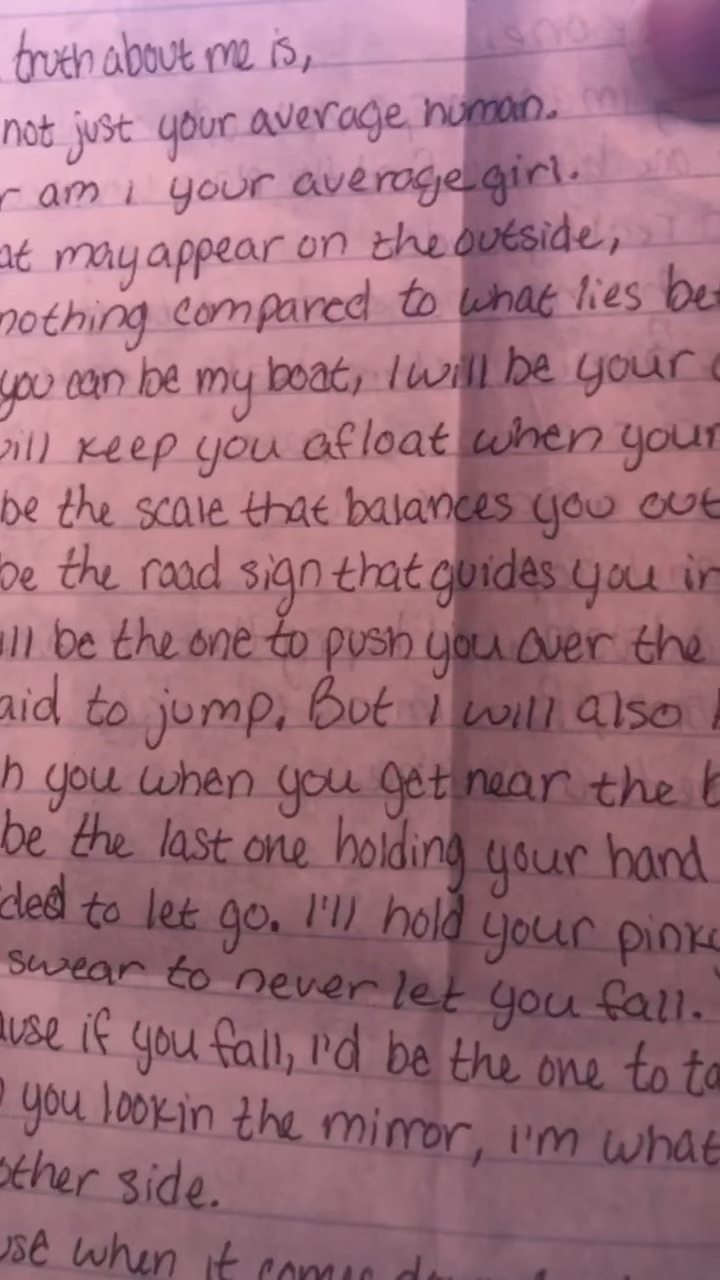 truth about me is,
not just your average human.
r am i your average girl.
at may appear on the outside,
nothing compared to what lies be
you can be my boat, I will be your
ill keep you afloat when your
be the scale that balances you out
be the road sign that guides you in
ill be the one to push you over the
aid to jump. But I will also
h you when you get near the b
be the last one holding your hand
ded to let go. I'll hold your pink
swear to never let you fall.
ause if you fall, I'd be the one to ta
you look in the mirror, I'm what
other side.
use when it comes